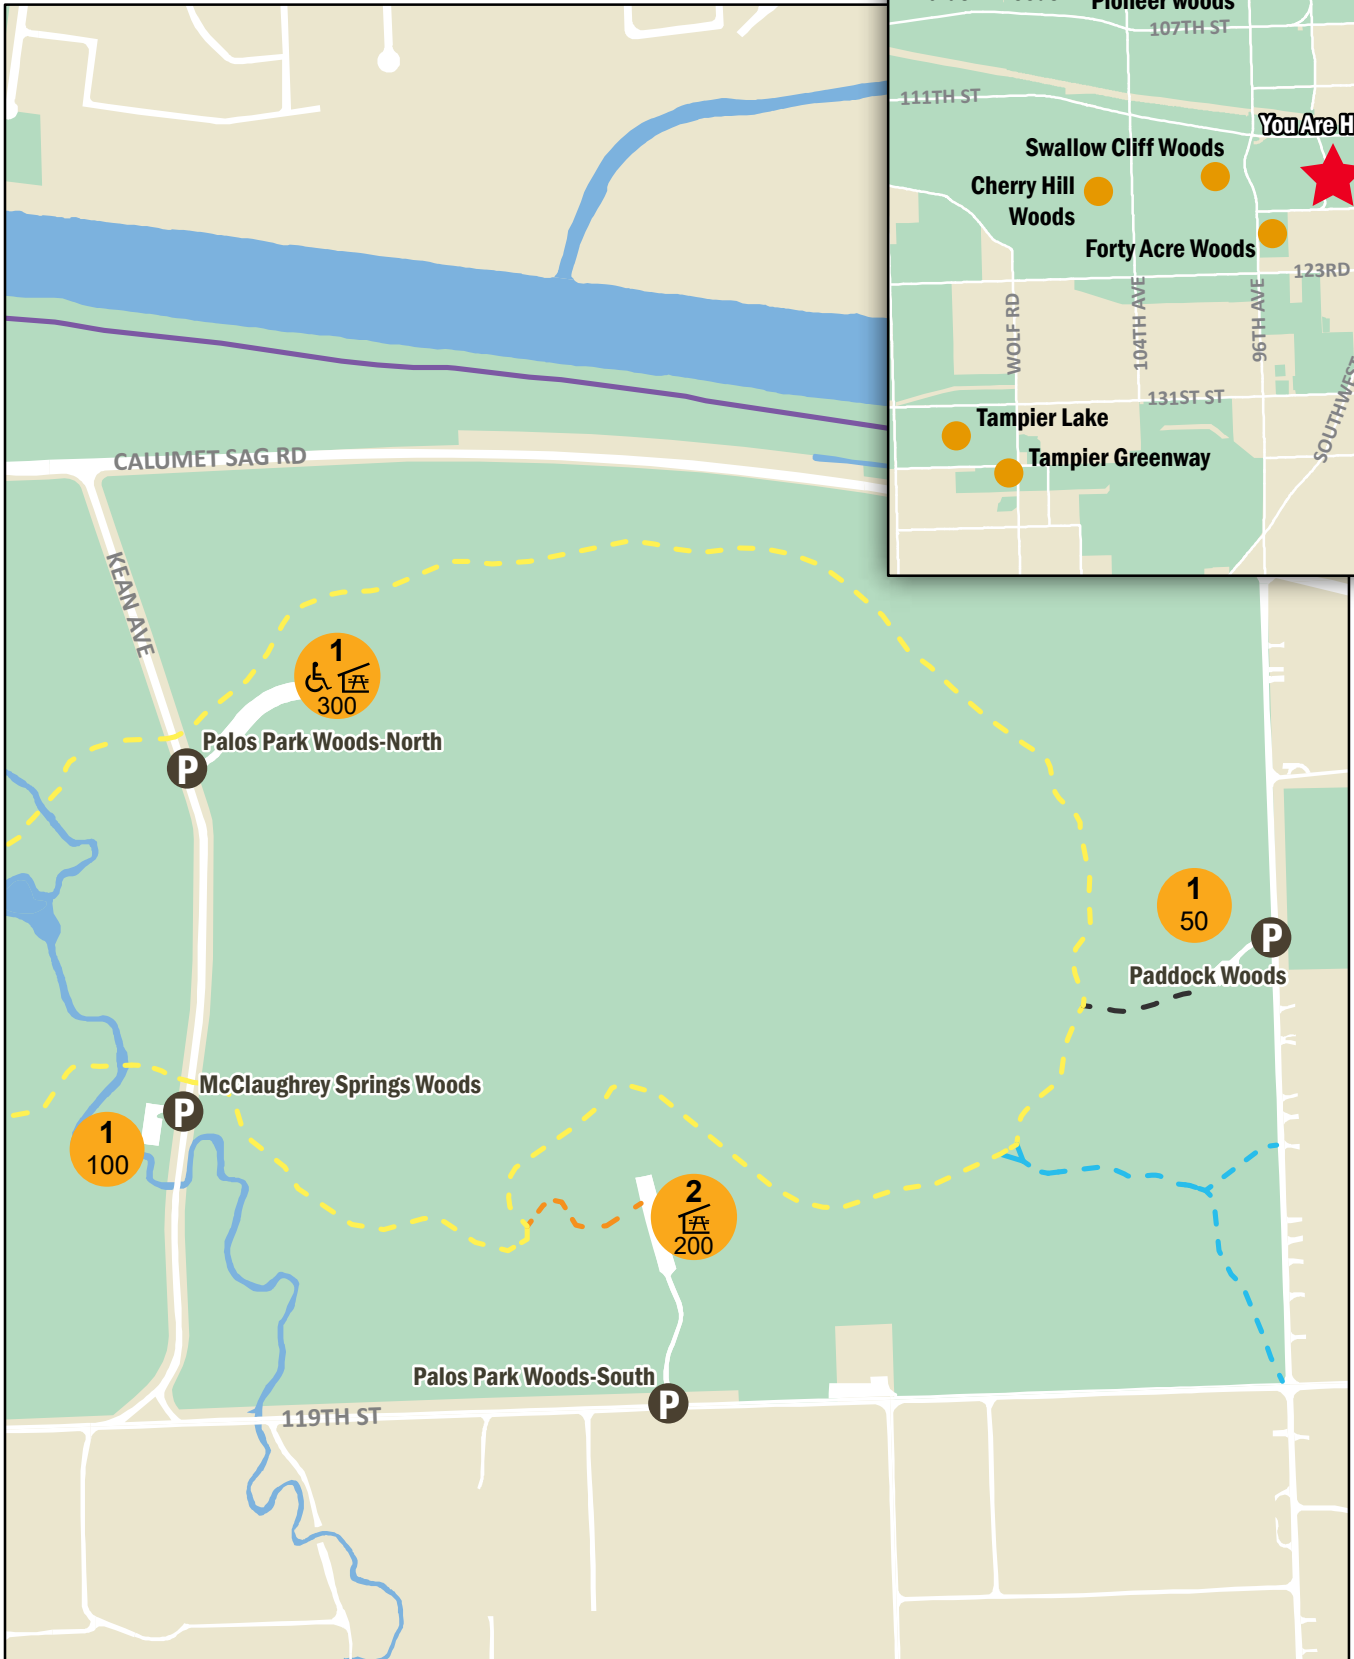 Pioneer Woods
107TH ST
111TH ST
You Are H
Swallow Cliff Woods
Cherry Hill
Woods
Forty Acre Woods
123RD
WOLF RD
104TH AVE
96TH AVE
131ST ST
SOUTHWEST
Tampier Lake
Tampier Greenway
CALUMET SAG RD
KEAN AVE
1
300
Palos Park Woods-North
P
1
50
P
Paddock Woods
McClaughrey Springs Woods
P
1
100
2
200
Palos Park Woods-South
P
119TH ST